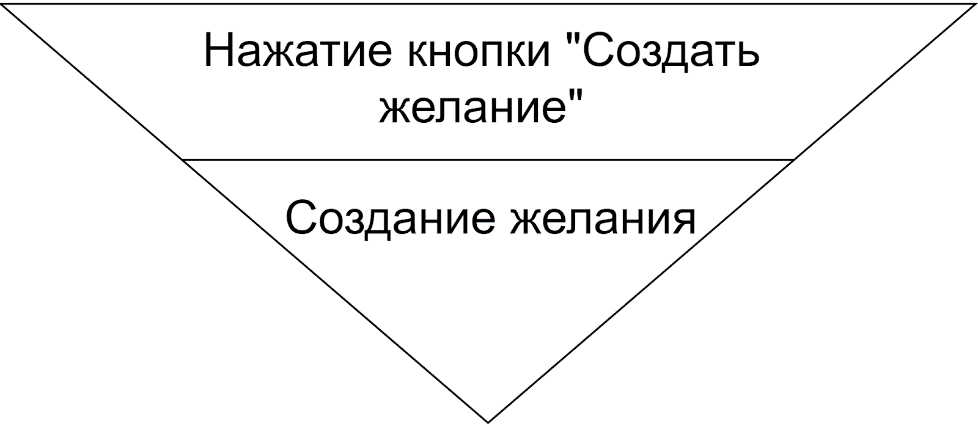 Нажатие кнопки "Создать
желание"
Создание желания